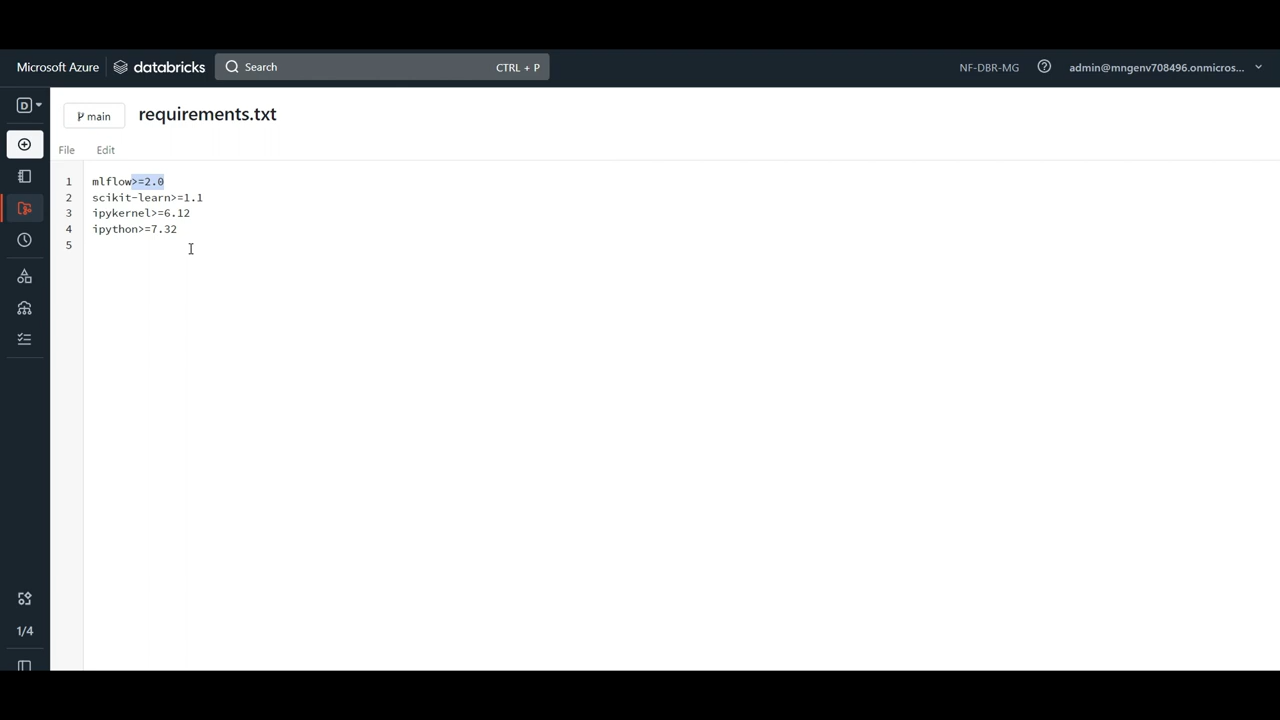 Microsoft Azure databricks Search CTRL + P NF-DBR-MG admin@mngenv708496.onmicros...
D
main requirements.txt
File Edit
1 mlflow>=2.0
2 scikit-learn>=1.1
3 ipykernel>=6.12
4 ipython>=7.32
5
1/4